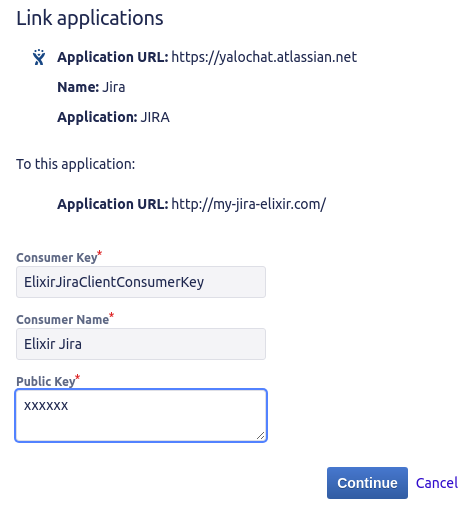 Link applications
Application URL: https://yalochat.atlassian.net
Name: Jira
Application: JIRA
To this application:
Application URL: http://my-jira-elixir.com/
Consumer Key*
ElixirJiraClientConsumerKey
Consumer Name*
Elixir Jira
Public Key*
xxxxxx
Continue Cancel